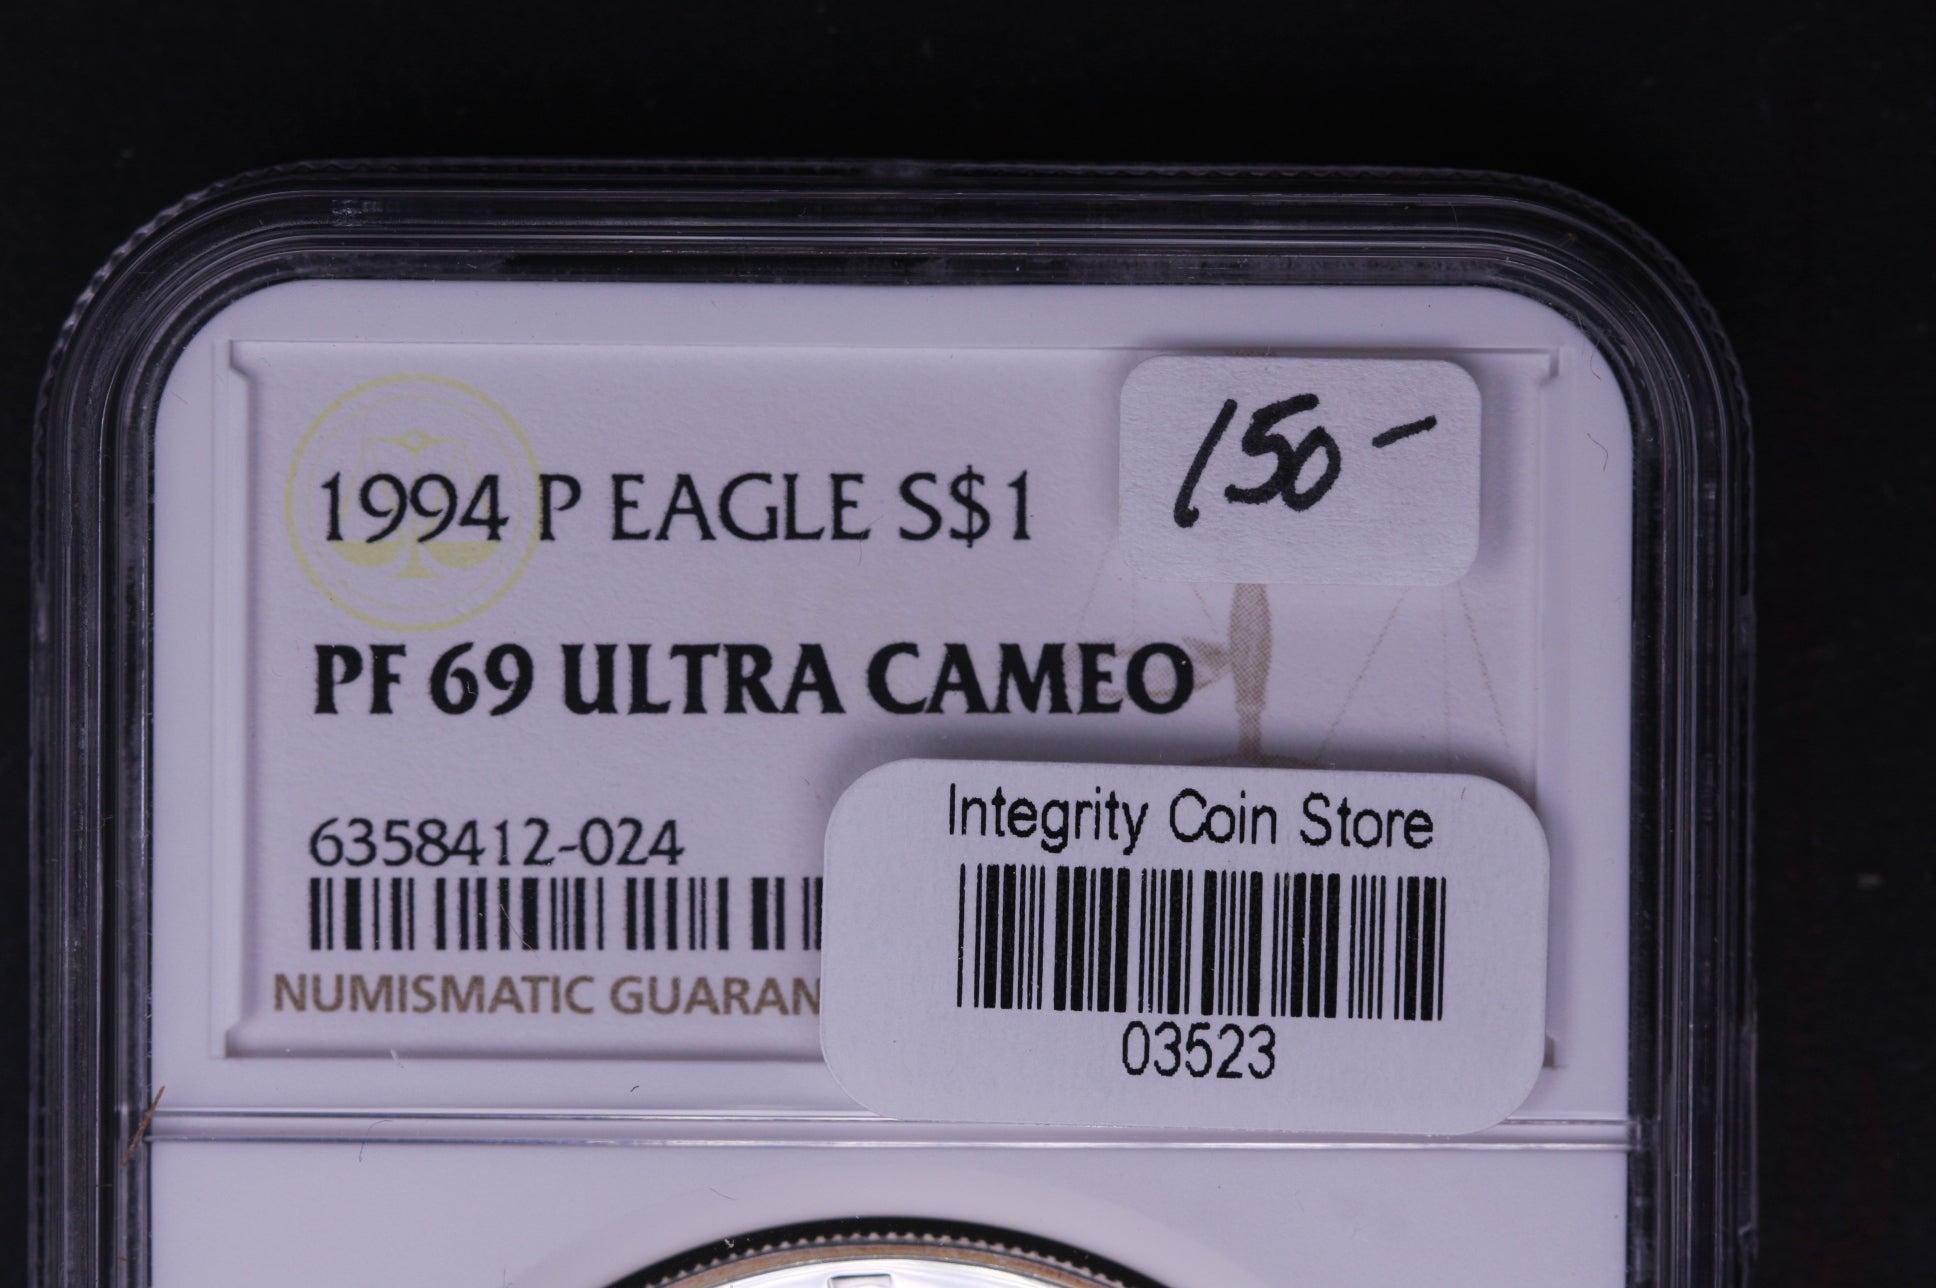 1994 P EAGLE S$1
150-
PF 69 ULTRA CAMEO
6358412-024
NUMISMATIC GUARAN
Integrity Coin Store
03523